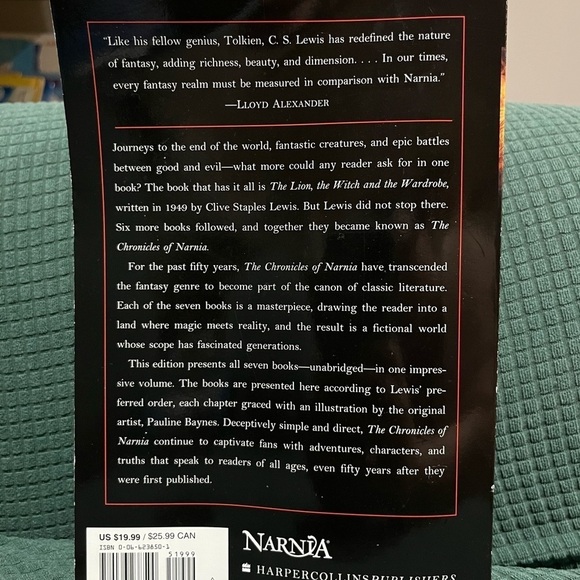 "Like his fellow genius, Tolkien, C. S. Lewis has redefined the nature
of fantasy, adding richness, beauty, and dimension. . . . In our times,
every fantasy realm must be measured in comparison with Narnia."
—LLOYD ALEXANDER
Journeys to the end of the world, fantastic creatures, and epic battles
between good and evil—what more could any reader ask for in one
book? The book that has it all is The Lion, the Witch and the Wardrobe,
written in 1949 by Clive Staples Lewis. But Lewis did not stop there.
Six more books followed, and together they became known as The
Chronicles of Narnia.
For the past fifty years, The Chronicles of Narnia have transcended
the fantasy genre to become part of the canon of classic literature.
Each of the seven books is a masterpiece, drawing the reader into a
land where magic meets reality, and the result is a fictional world
whose scope has fascinated generations.
This edition presents all seven books—unabridged—in one impres-
sive volume. The books are presented here according to Lewis' pre-
ferred order, each chapter graced with an illustration by the original
artist, Pauline Baynes. Deceptively simple and direct, The Chronicles of
Narnia continue to captivate fans with adventures, characters, and
truths that speak to readers of all ages, even fifty years after they
were first published.
US $19.99 / $25.99 CAN
ISBN 0-06-623850-1
51999
NARNIA®
HARPERCOLLINSPUBLISHERS